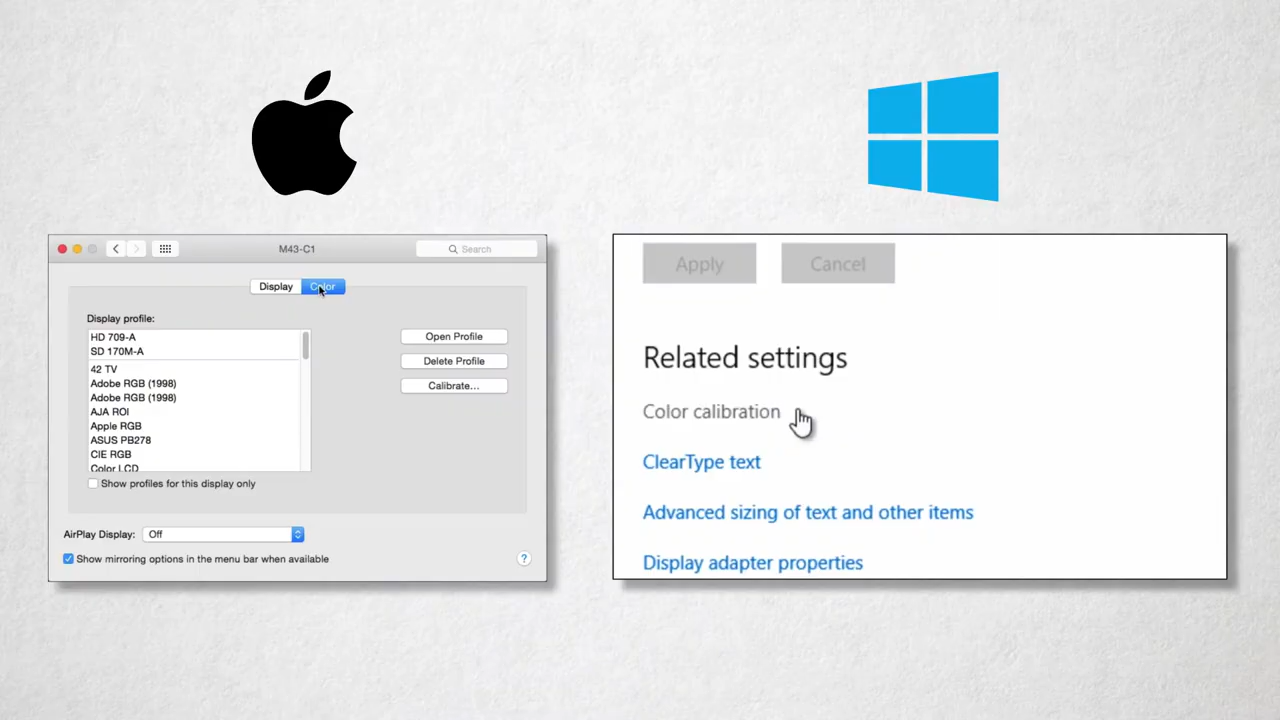 M43-C1
Search
Display
Color
Display profile:
HD 709-A
SD 170M-A
42 TV
Adobe RGB (1998)
Adobe RGB (1998)
AJA ROI
Apple RGB
ASUS PB278
CIE RGB
Color LCD
Open Profile
Delete Profile
Calibrate...
Show profiles for this display only
AirPlay Display: Off
Show mirroring options in the menu bar when available
?
Apply
Cancel
Related settings
Color calibration
ClearType text
Advanced sizing of text and other items
Display adapter properties